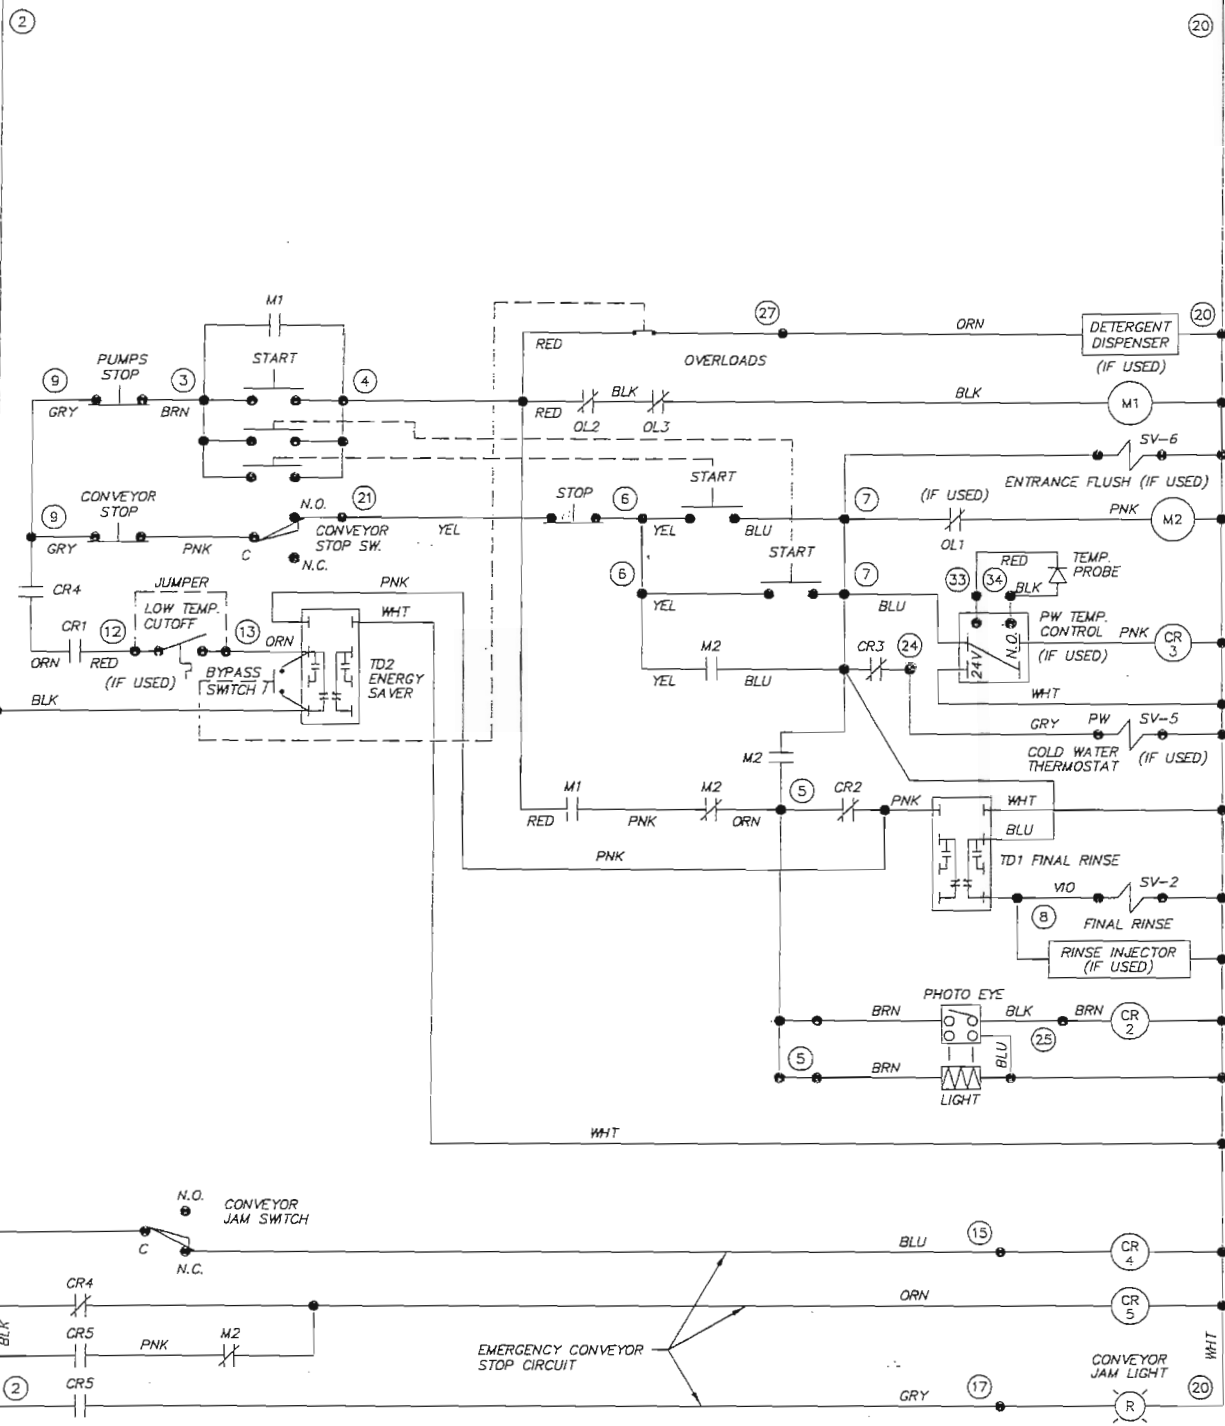 2
20
M1
27
ORN
20
RED
DETERGENT
DISPENSER
OVERLOADS
(IF USED)
PUMPS
STOP
START
9
3
4
GRY
BRN
RED
BLK
BLK
M1
OL2
OL3
SV-6
ENTRANCE FLUSH (IF USED)
CONVEYOR
STOP
N.O.
21
START
STOP
6
7
(IF USED)
PNK
M2
9
GRY
PNK
C
CONVEYOR
STOP SW.
YEL
YEL
BLU
OL1
N.C.
START
RED
TEMP.
PROBE
33
34
BLK
CR4
JUMPER
PNK
6
7
YEL
BLU
LOW TEMP.
CUTOFF
WHT
PW TEMP.
CONTROL
(IF USED)
PNK
CR
3
CR1
12
13
ORN
ORN
RED
(IF USED)
BYPASS
SWITCH
TD2
ENERGY
SAVER
M2
CR3
24
24V
N.O.
YEL
BLU
BLK
WHT
GRY
PW
SV-5
COLD WATER
THERMOSTAT
(IF USED)
M2
M1
M2
5
CR2
PNK
WHT
RED
PNK
ORN
BLU
PNK
TD1 FINAL RINSE
VIO
SV-2
8
FINAL RINSE
RINSE INJECTOR
(IF USED)
PHOTO EYE
BRN
BLK
BRN
CR
2
25
5
BRN
BLU
LIGHT
WHT
N.O.
CONVEYOR
JAM SWITCH
C
N.C.
BLU
15
CR
4
CR4
ORN
CR
5
BLK
CR5
PNK
M2
EMERGENCY CONVEYOR
STOP CIRCUIT
WHT
CONVEYOR
JAM LIGHT
2
CR5
GRY
17
R
20